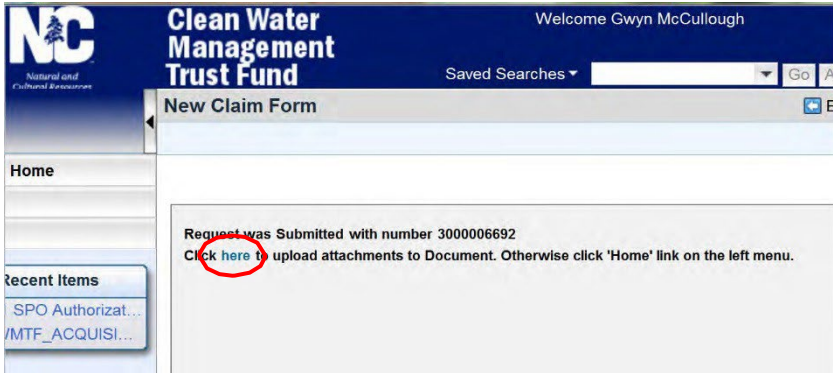 NC
Natural and
Cultural Resources
Clean Water
Management
Trust Fund
Welcome Gwyn McCullough
Saved Searches
Go
A
New Claim Form
E
Home
Request was Submitted with number 3000006692
Click here to upload attachments to Document. Otherwise click 'Home' link on the left menu.
Recent Items
SPO Authorizat...
/MTF_ACQUISI...